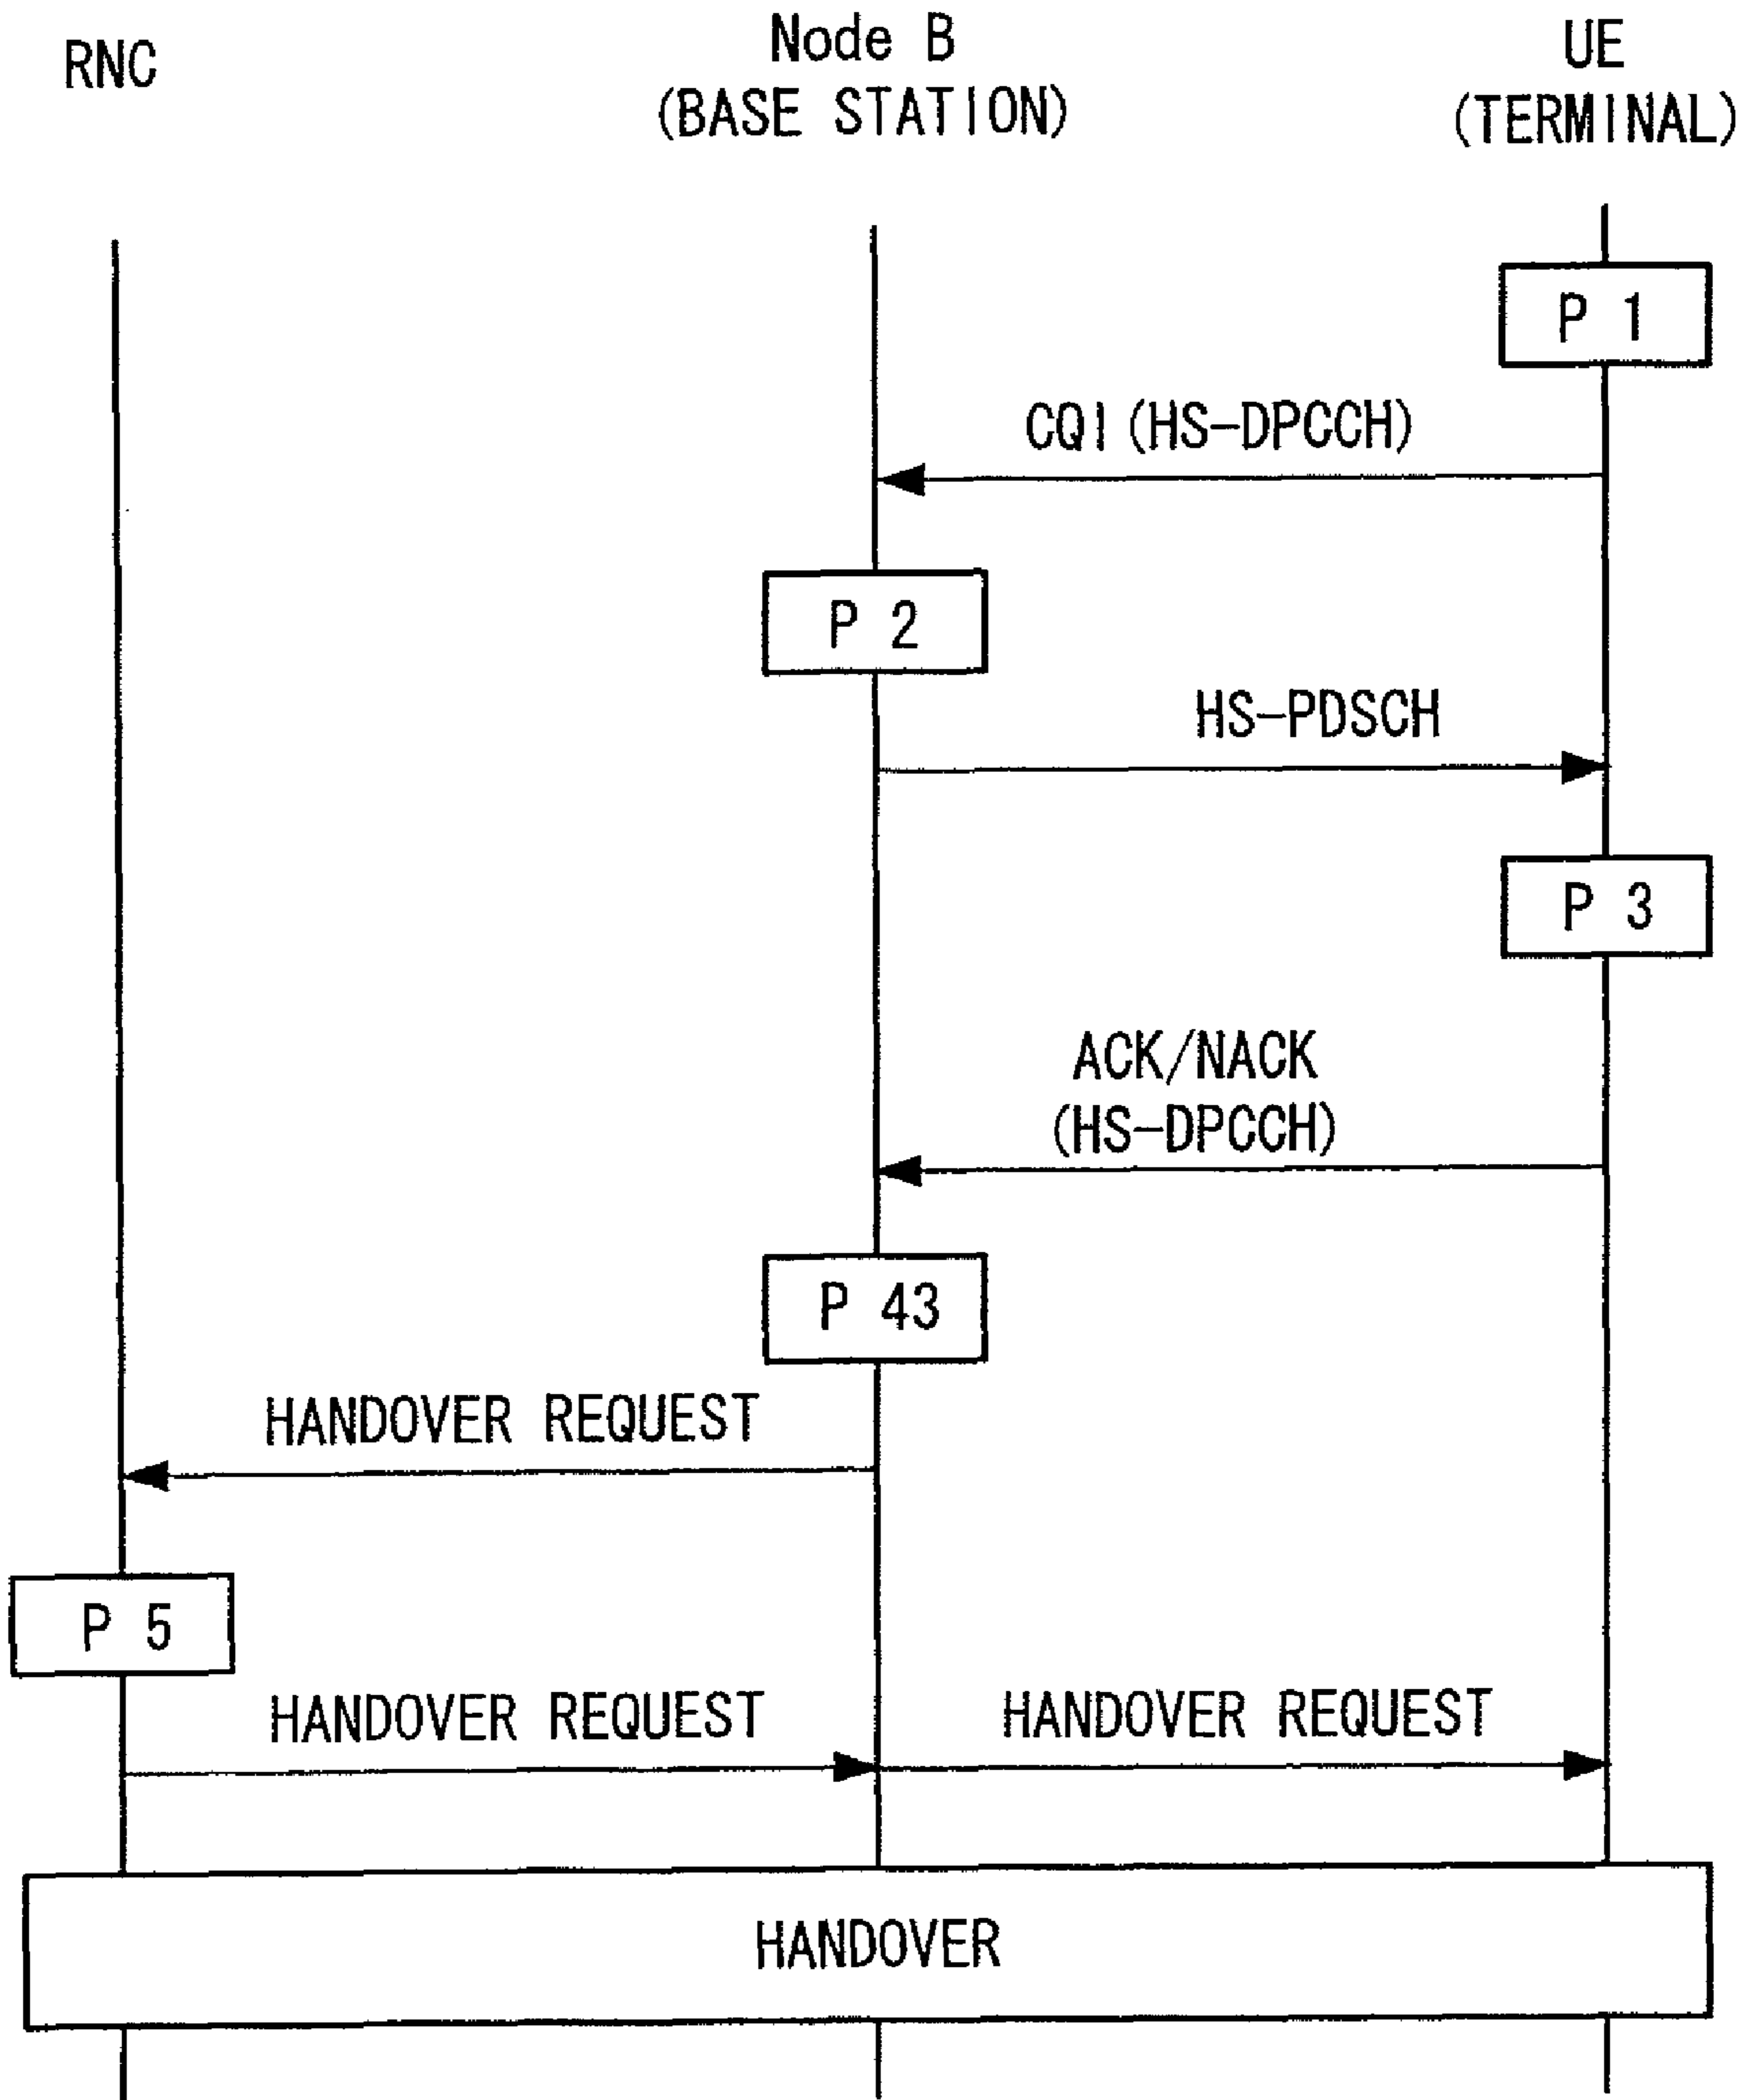 RNC
Node B
(BASE STATION)
UE
(TERMINAL)
P 1
CQI (HS-DPCCH)
P 2
HS-PDSCH
P 3
ACK/NACK
(HS-DPCCH)
P 43
HANDOVER REQUEST
P 5
HANDOVER REQUEST
HANDOVER REQUEST
HANDOVER